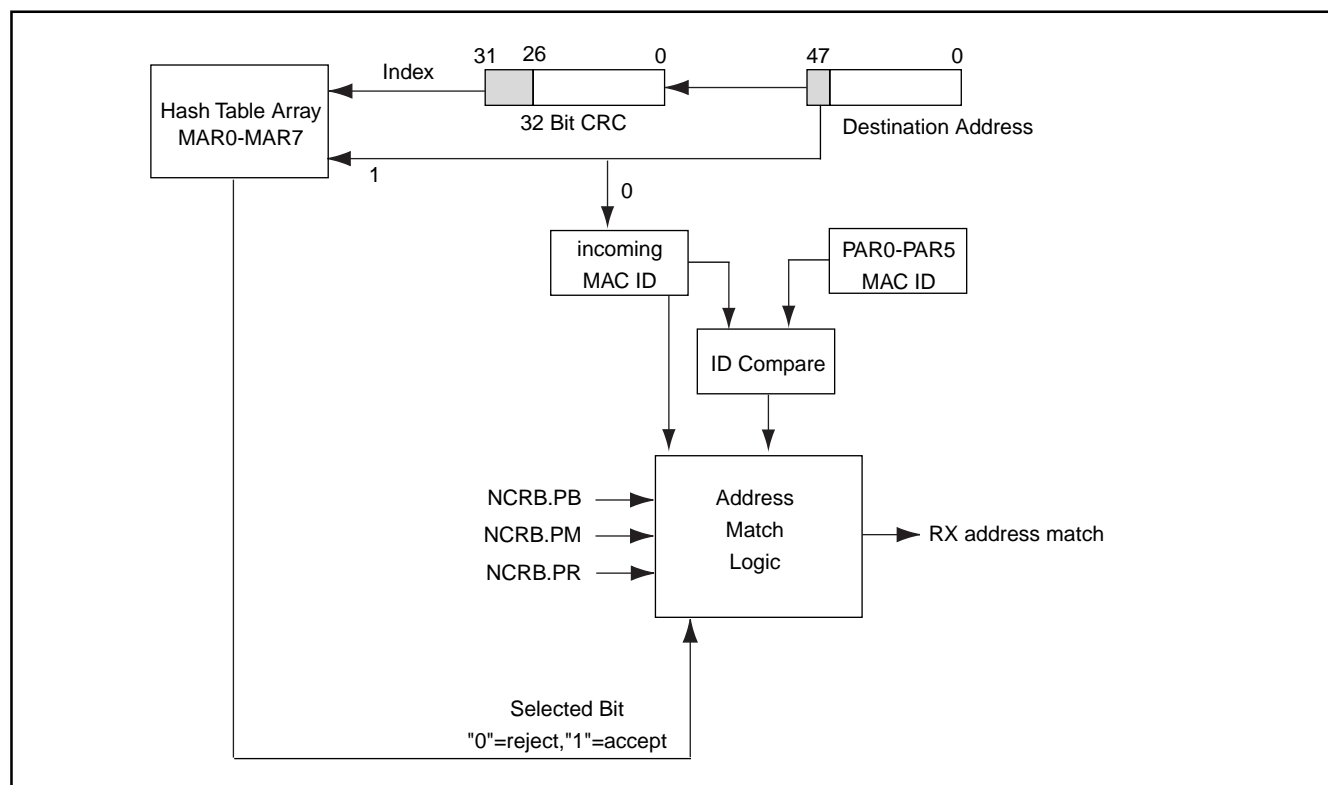 31
26
0
47
0
Index
Hash Table Array
MAR0-MAR7
32 Bit CRC
Destination Address
1
0
incoming
MAC ID
PAR0-PAR5
MAC ID
ID Compare
NCRB.PB
NCRB.PM
NCRB.PR
Address
Match
Logic
RX address match
Selected Bit
"0"=reject,"1"=accept